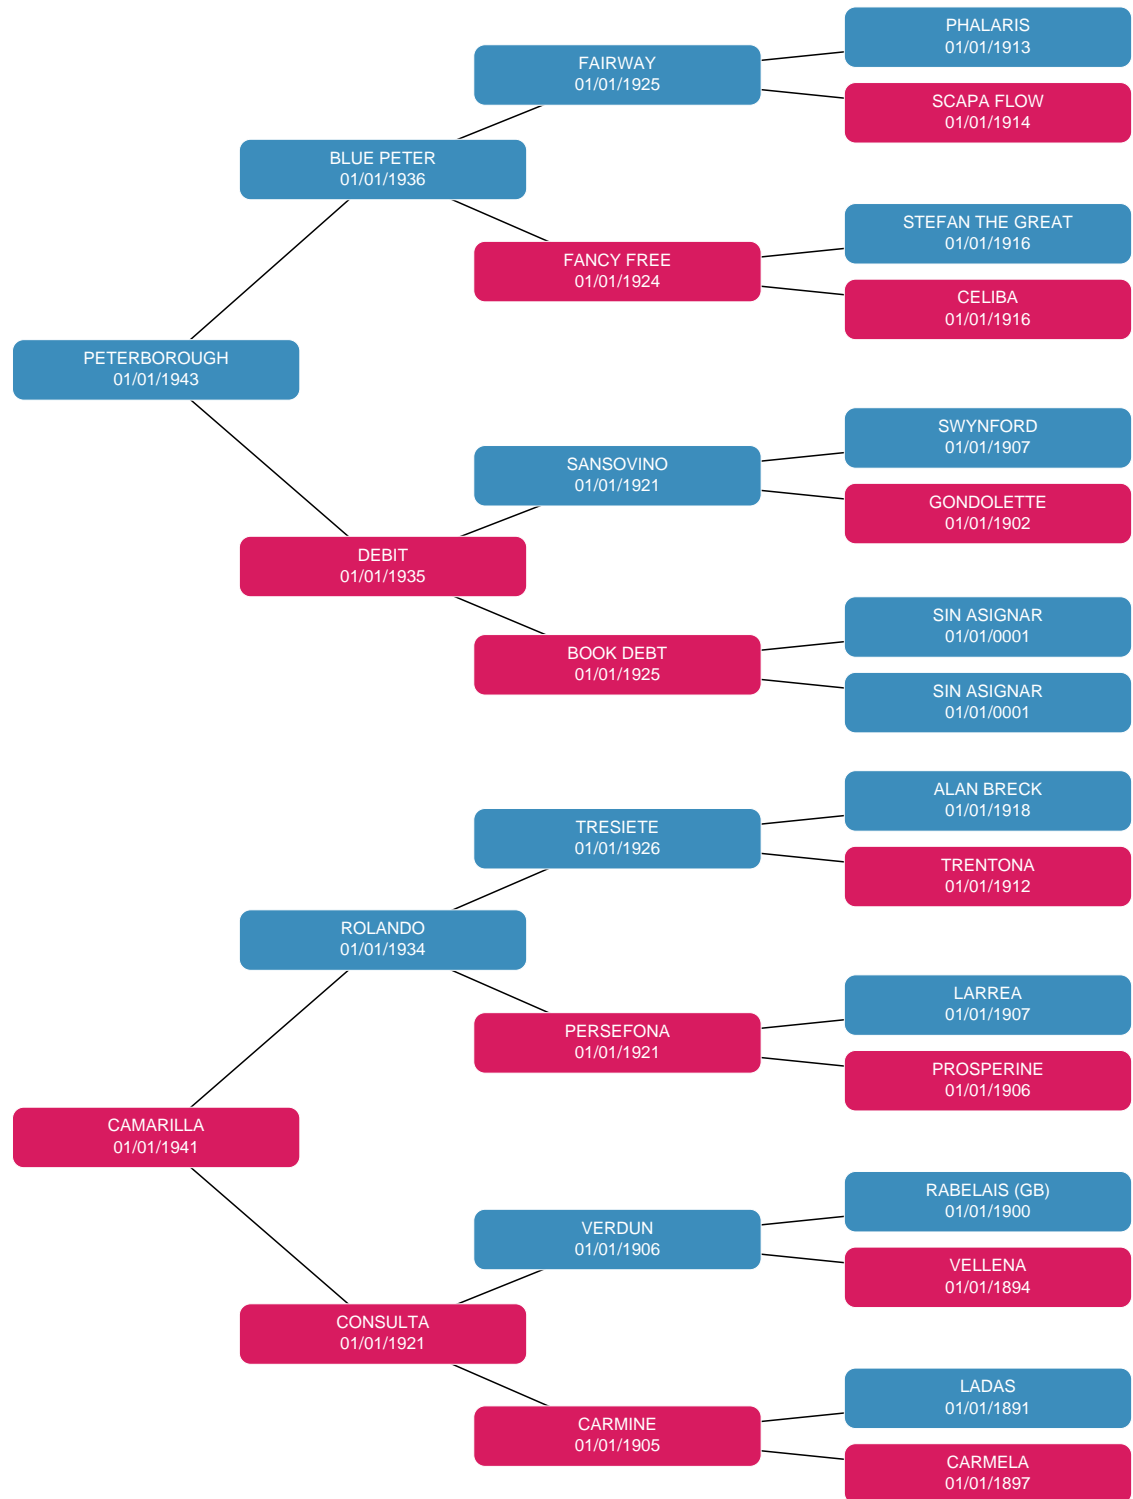 PHALARIS
01/01/1913
FAIRWAY
01/01/1925
SCAPA FLOW
01/01/1914
BLUE PETER
01/01/1936
STEFAN THE GREAT
01/01/1916
FANCY FREE
01/01/1924
CELIBA
01/01/1916
PETERBOROUGH
01/01/1943
SWYNFORD
01/01/1907
SANSOVINO
01/01/1921
GONDOLETTE
01/01/1902
DEBIT
01/01/1935
SIN ASIGNAR
01/01/0001
BOOK DEBT
01/01/1925
SIN ASIGNAR
01/01/0001
ALAN BRECK
01/01/1918
TRESIETE
01/01/1926
TRENTONA
01/01/1912
ROLANDO
01/01/1934
LARREA
01/01/1907
PERSEFONA
01/01/1921
PROSPERINE
01/01/1906
CAMARILLA
01/01/1941
RABELAIS (GB)
01/01/1900
VERDUN
01/01/1906
VELLENA
01/01/1894
CONSULTA
01/01/1921
LADAS
01/01/1891
CARMINE
01/01/1905
CARMELA
01/01/1897